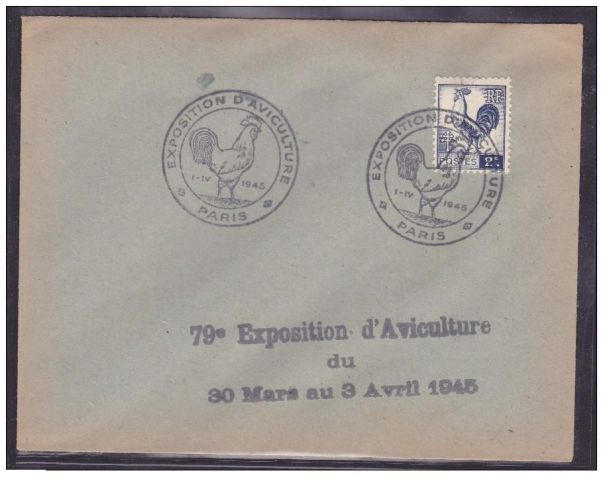 EXPOSITION D'AVICULTURE
1-IV 1945
PARIS
RF
POSTES 2F
EXPOSITION D'AVICULTURE
1-IV 1945
PARIS
79e Exposition d'Aviculture
du
30 Mars au 3 Avril 1945